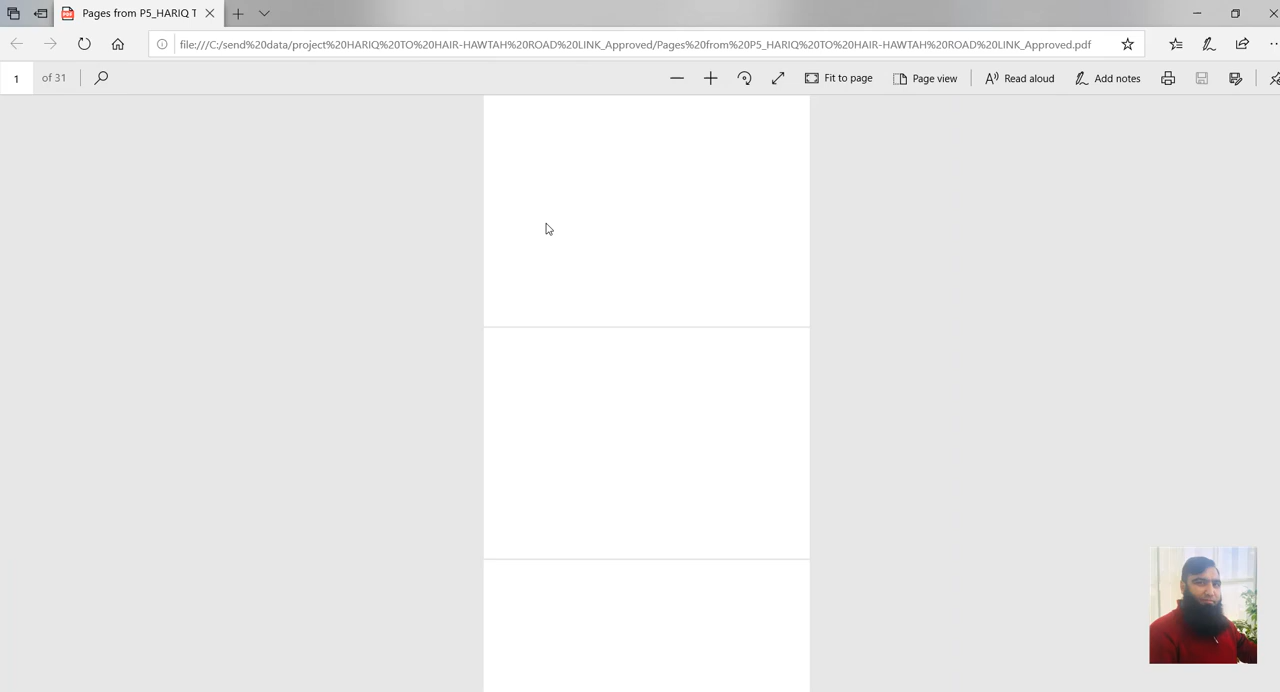 Pages from P5_HARIQ T
file:///C:/send%20data/project%20HARIQ%20TO%20HAIR-HAWTAH%20ROAD%20LINK_Approved/Pages%20from%20P5_HARIQ%20TO%20HAIR-HAWTAH%20ROAD%20LINK_Approved.pdf
1 of 31 Fit to page Page view Read aloud Add notes